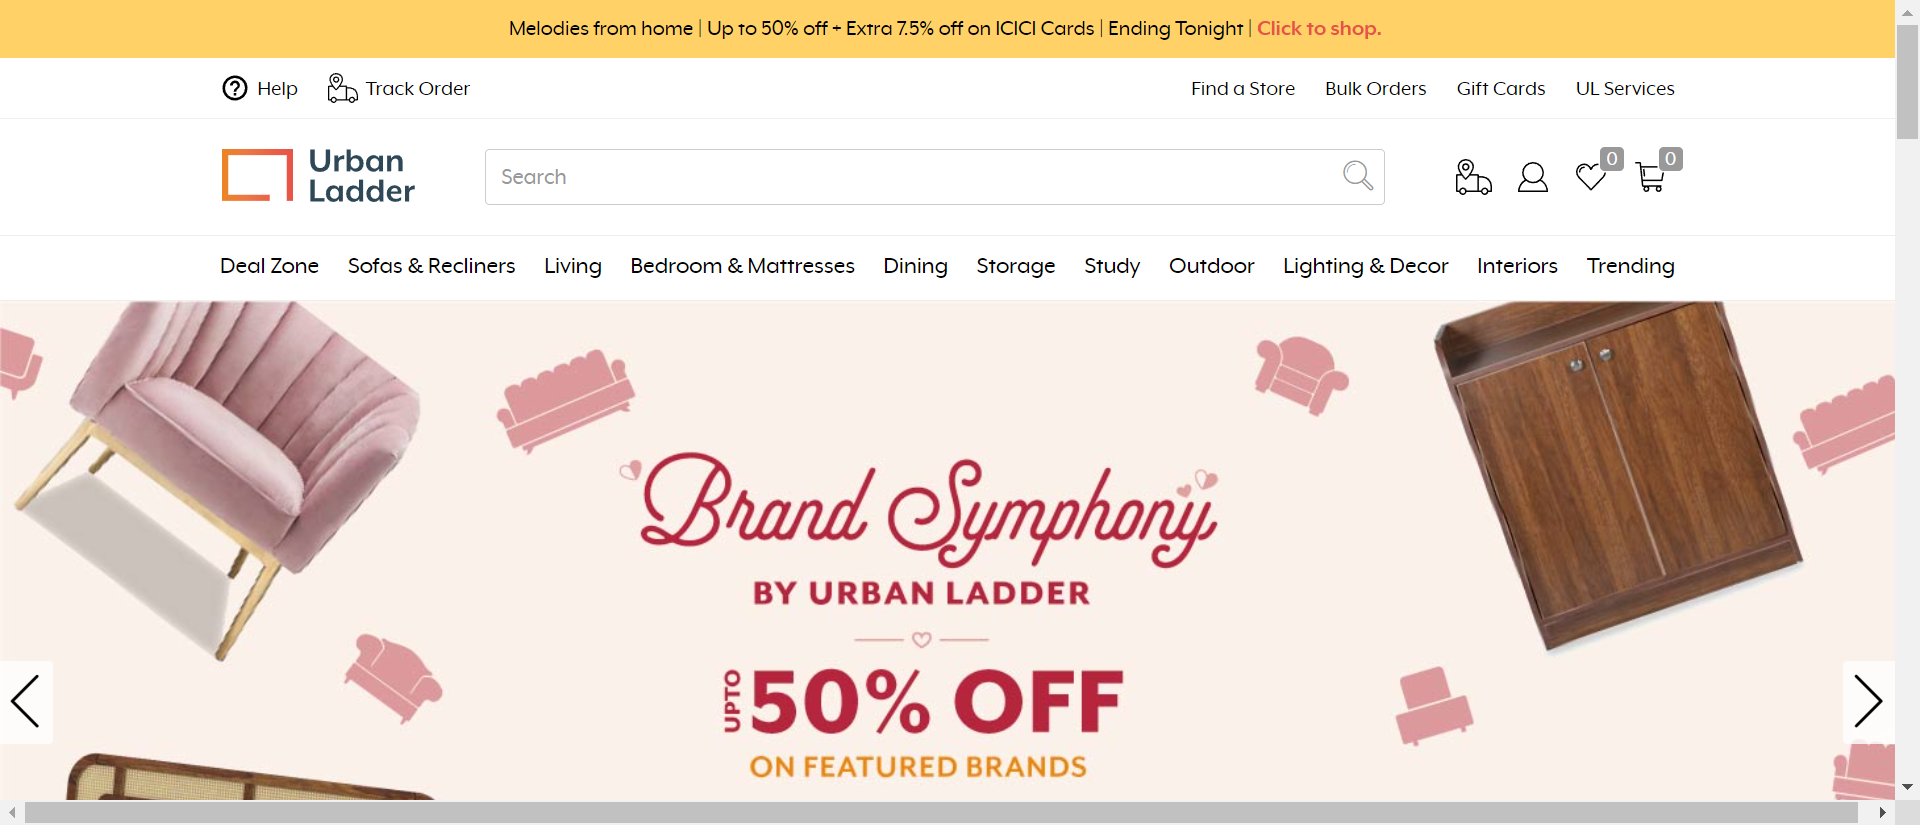 Melodies from home | Up to 50% off + Extra 7.5% off on ICICI Cards | Ending Tonight | Click to shop.
Help Track Order Find a Store Bulk Orders Gift Cards UL Services
Urban
Ladder
Search
0 0
Deal Zone Sofas & Recliners Living Bedroom & Mattresses Dining Storage Study Outdoor Lighting & Decor Interiors Trending
Brand Symphony
BY URBAN LADDER
UPTO 50% OFF
ON FEATURED BRANDS